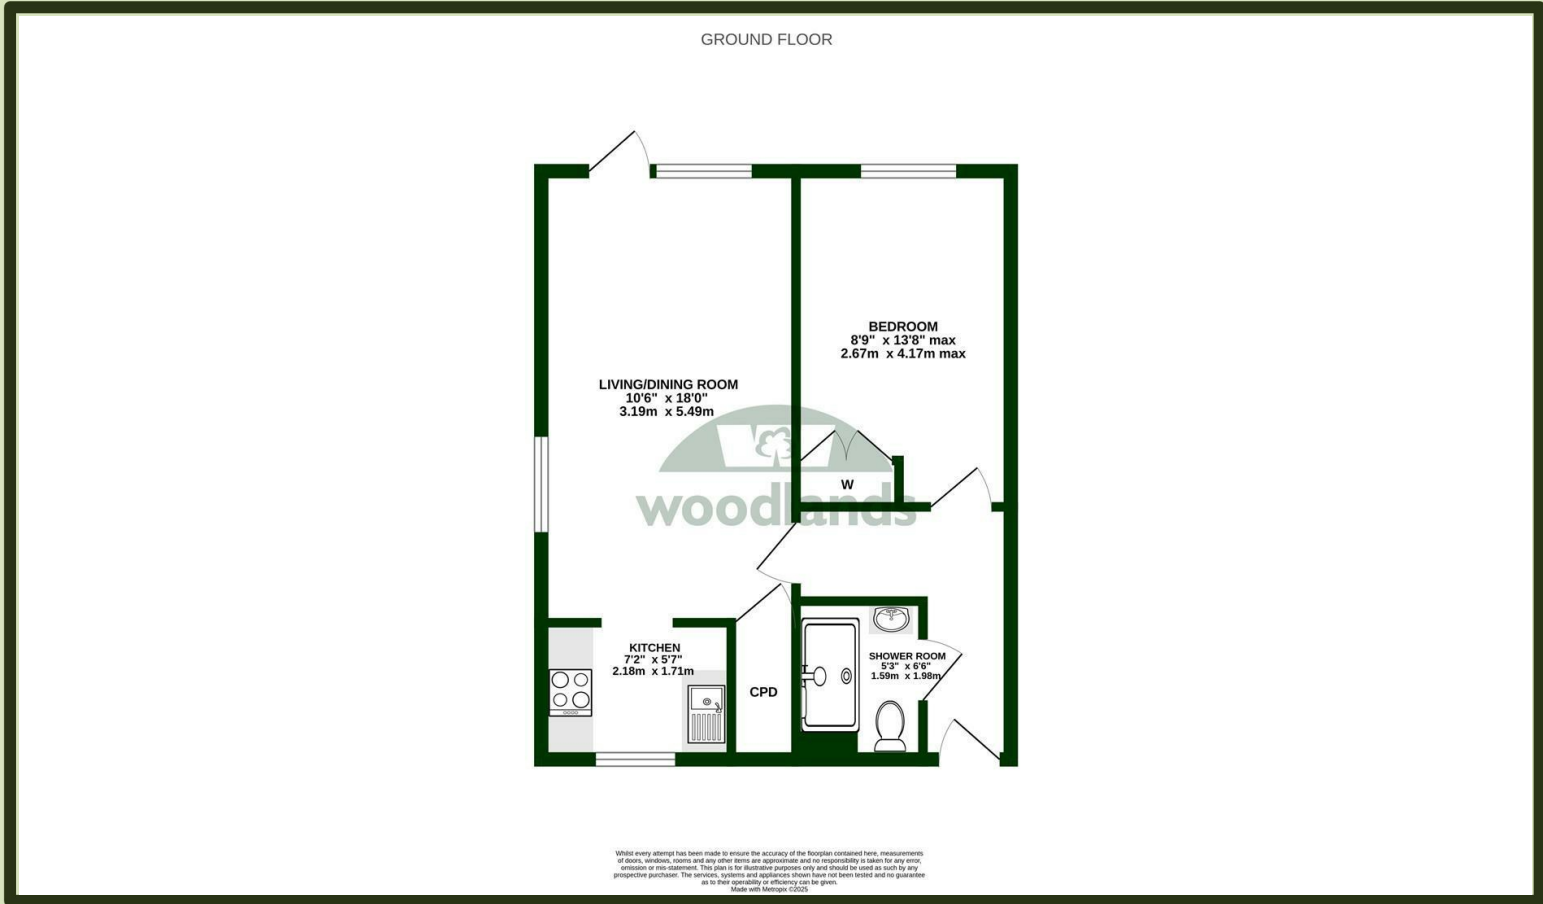 GROUND FLOOR
BEDROOM
8'9" x 13'8" max
2.67m x 4.17m max
LIVING/DINING ROOM
10'6" x 18'0"
3.19m x 5.49m
W
woodlands
KITCHEN
7'2" x 5'7"
2.18m x 1.71m
SHOWER ROOM
5'3" x 6'6"
1.59m x 1.98m
CPD
Whilst every attempt has been made to ensure the accuracy of the floorplan contained here, measurements
of doors, windows, rooms and any other items are approximate and no responsibility is taken for any error,
omission or mis-statement. This plan is for illustrative purposes only and should be used as such by any
prospective purchaser. The services, systems and appliances shown have not been tested and no guarantee
as to their operability or efficiency can be given.
Made with Metropix ©2025